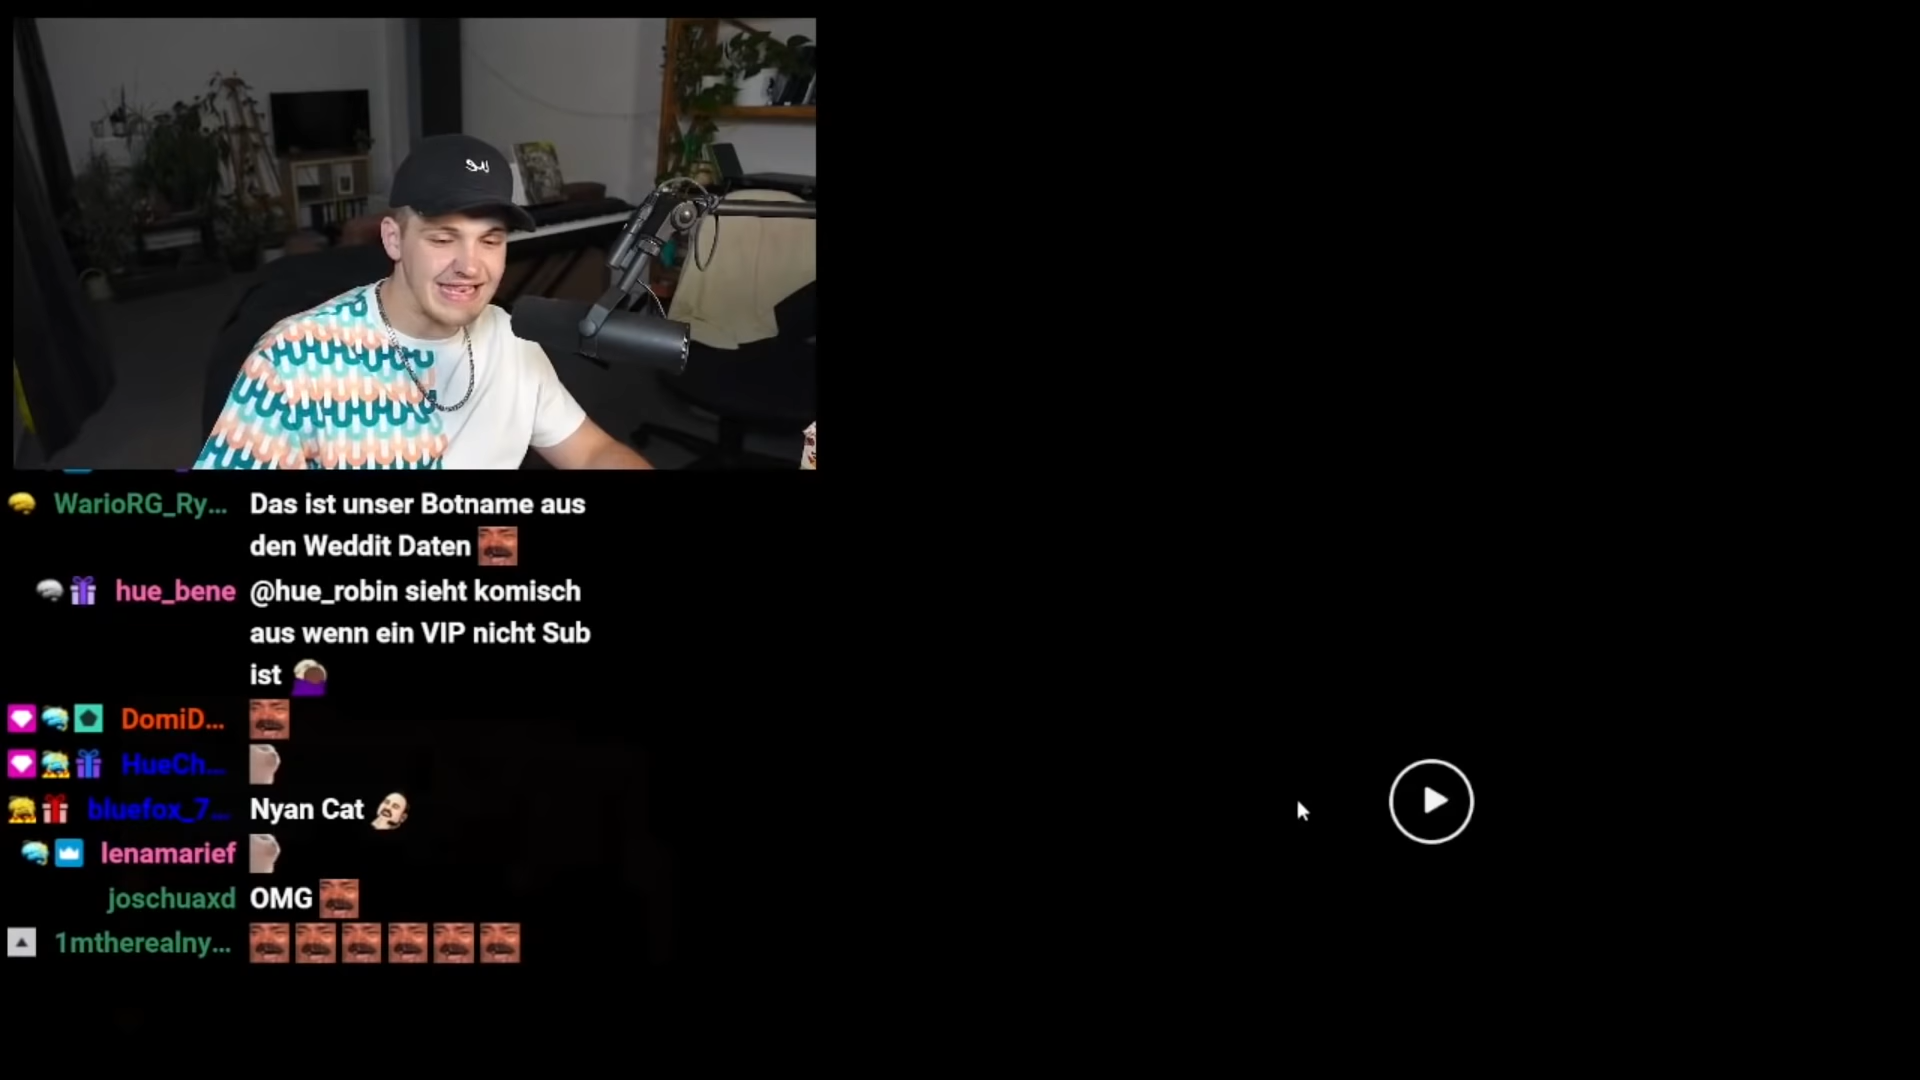 WarioRG_Ry... Das ist unser Botname aus
den Weddit Daten
hue_bene @hue_robin sieht komisch
aus wenn ein VIP nicht Sub
ist
DomiD...
HueCh...
bluefox_7... Nyan Cat
lenamarief
joschuaxd OMG
1mtherealny...